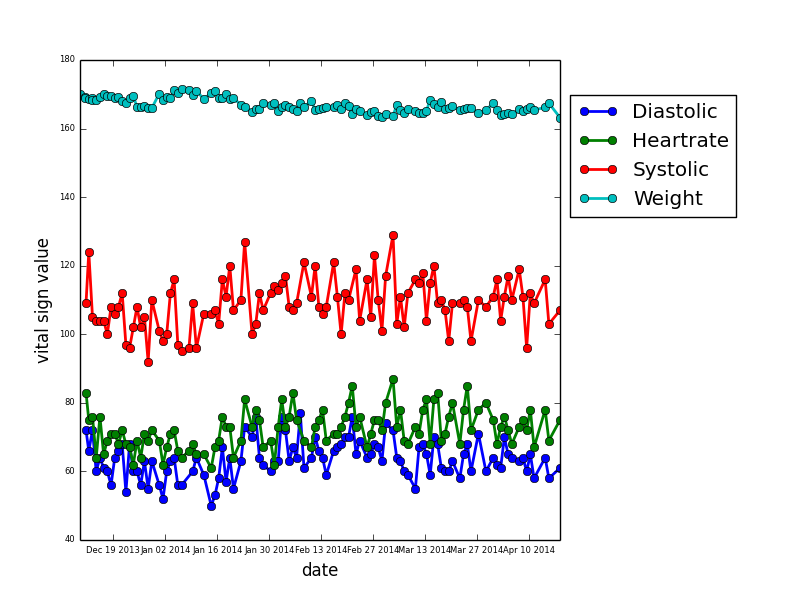 180
160
140
120
100
80
60
40
vital sign value
Dec 19 2013 Jan 02 2014 Jan 16 2014 Jan 30 2014 Feb 13 2014 Feb 27 2014 Mar 13 2014 Mar 27 2014 Apr 10 2014
date
Diastolic
Heartrate
Systolic
Weight